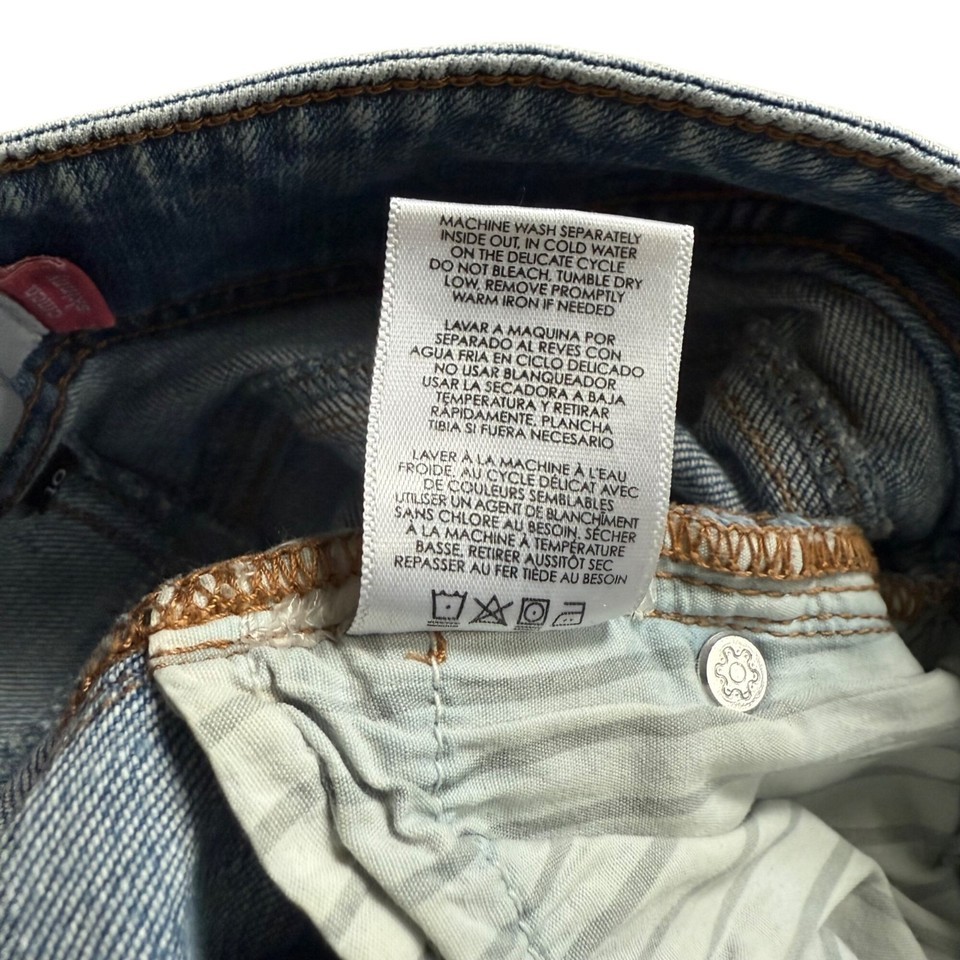 MACHINE WASH SEPARATELY
INSIDE OUT, IN COLD WATER
ON THE DELICATE CYCLE
DO NOT BLEACH, TUMBLE DRY
LOW, REMOVE PROMPTLY
WARM IRON IF NEEDED
LAVAR A MAQUINA POR
SEPARADO AL REVES CON
AGUA FRIA EN CICLO DELICADO
NO USAR BLANQUEADOR
USAR LA SECADORA A BAJA
TEMPERATURA Y RETIRAR
RÁPIDAMENTE, PLANCHA
TIBIA SI FUERA NECESARIO
LAVER À LA MACHINE À L'EAU
FROIDE, AU CYCLE DÉLICAT AVEC
DE COULEURS SEMBLABLES
UTILISER UN AGENT DE BLANCHÎMENT
SANS CHLORE AU BESOIN, SÉCHER
A LA MACHINE À TEMPÉRATURE
BASSE, RETIRER AUSSITÔT SEC
REPASSER AU FER TIÈDE AU BESOIN
10